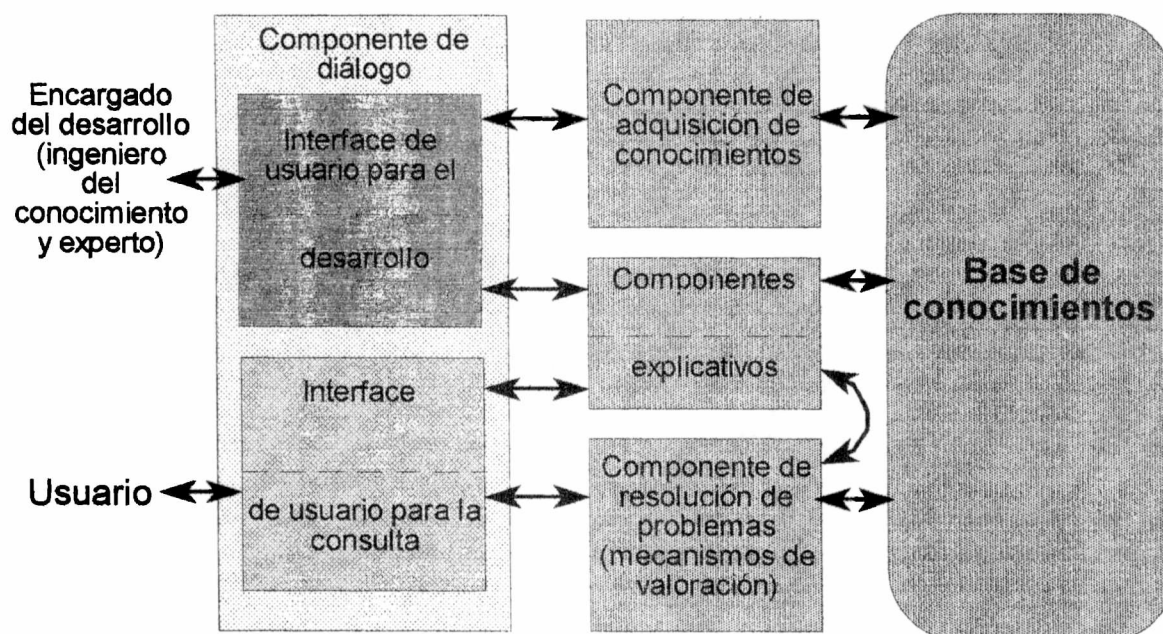 Componente de
diálogo
Encargado
del desarrollo
(ingeniero
del
conocimiento
y experto)
Interface de
usuario para el
desarrollo
Componente de
adquisición de
conocimientos
Componentes
explicativos
Base de
conocimientos
Interface
de usuario para la
consulta
Usuario
Componente de
resolución de
problemas
(mecanismos de
valoración)